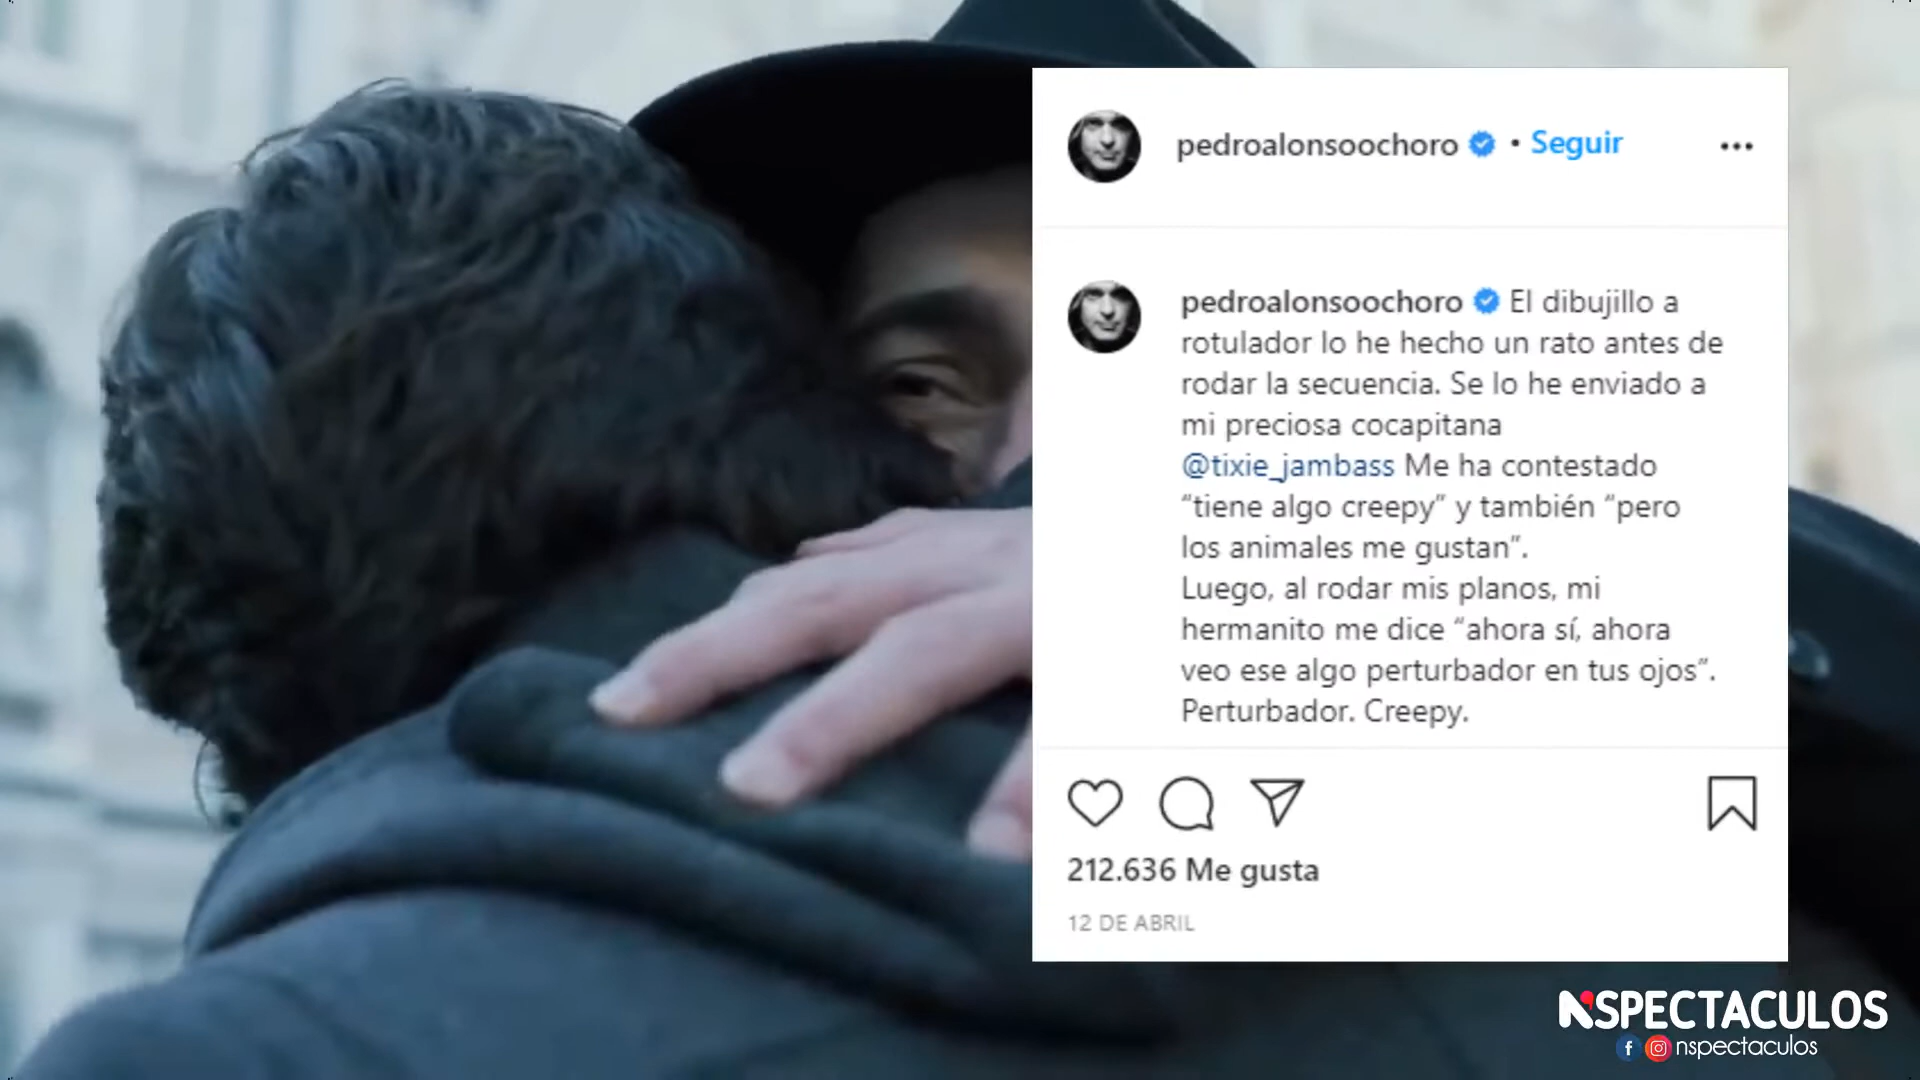 pedroalonsoochoro • Seguir
pedroalonsoochoro El dibujillo a
rotulador lo he hecho un rato antes de
rodar la secuencia. Se lo he enviado a
mi preciosa cocapitana
@tixie_jambass Me ha contestado
“tiene algo creepy” y también “pero
los animales me gustan”.
Luego, al rodar mis planos, mi
hermanito me dice “ahora sí, ahora
veo ese algo perturbador en tus ojos”.
Perturbador. Creepy.
212.636 Me gusta
12 DE ABRIL
NSPECTACULOS
nspectaculos